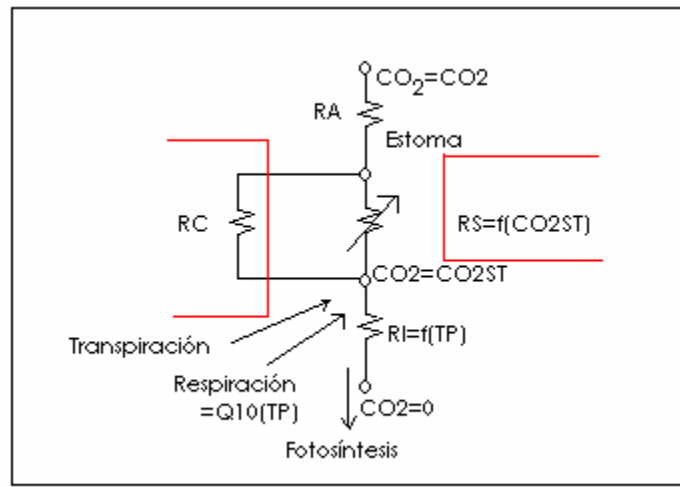 CO₂=CO2
RA
Estoma
RC
RS=f(CO2ST)
CO2=CO2ST
RI=f(TP)
Transpiración
Respiración
=Q10(TP)
CO2=0
Fotosíntesis